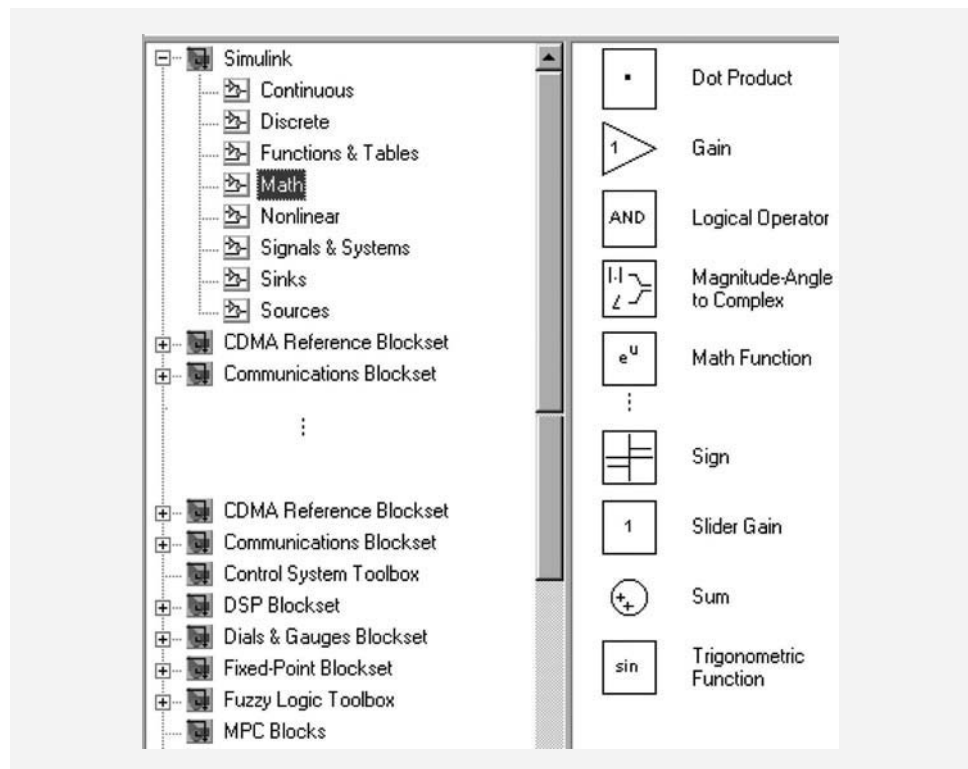 Simulink
Continuous
Discrete
Functions & Tables
Math
Nonlinear
Signals & Systems
Sinks
Sources
CDMA Reference Blockset
Communications Blockset
CDMA Reference Blockset
Communications Blockset
Control System Toolbox
DSP Blockset
Dials & Gauges Blockset
Fixed-Point Blockset
Fuzzy Logic Toolbox
MPC Blocks
Dot Product
1
Gain
AND
Logical Operator
|.|
∠
Magnitude-Angle
to Complex
e^u
Math Function
Sign
1
Slider Gain
++
Sum
sin
Trigonometric
Function